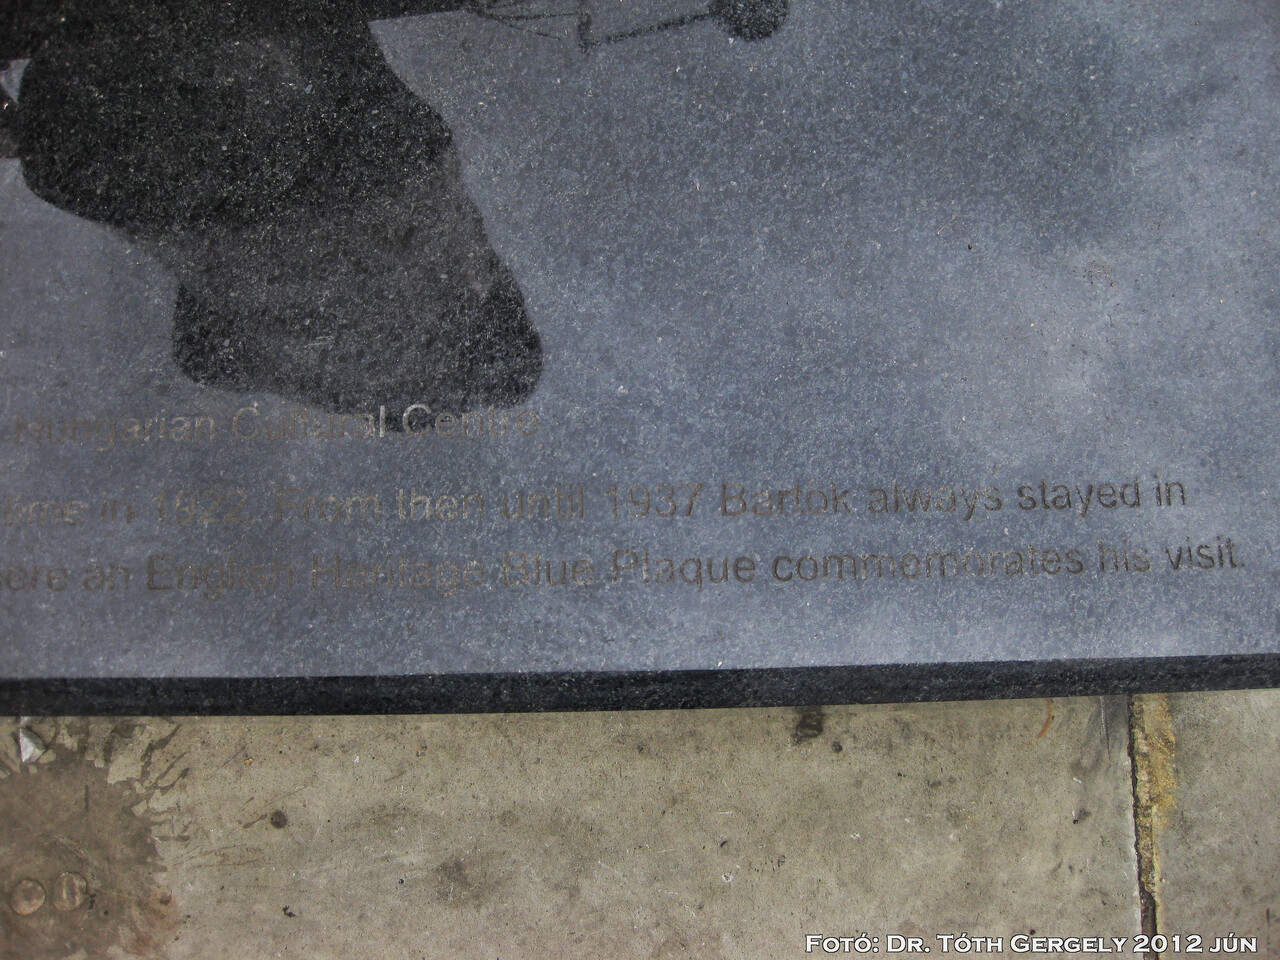 Hungarian Cultural Centre
time in 1922. From then until 1937 Bartok always stayed in
ere an English Heritage Blue Plaque commemorates his visit.
Fotó: Dr. Tóth Gergely 2012 jún